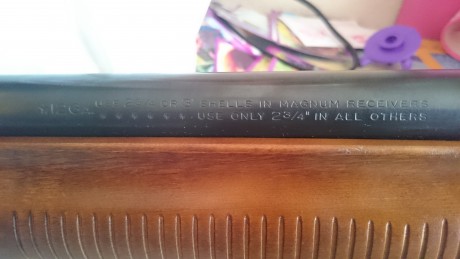 OR 3" SHELLS IN MAGNUM RECEIVERS
USE ONLY 2 3/4" IN ALL OTHERS